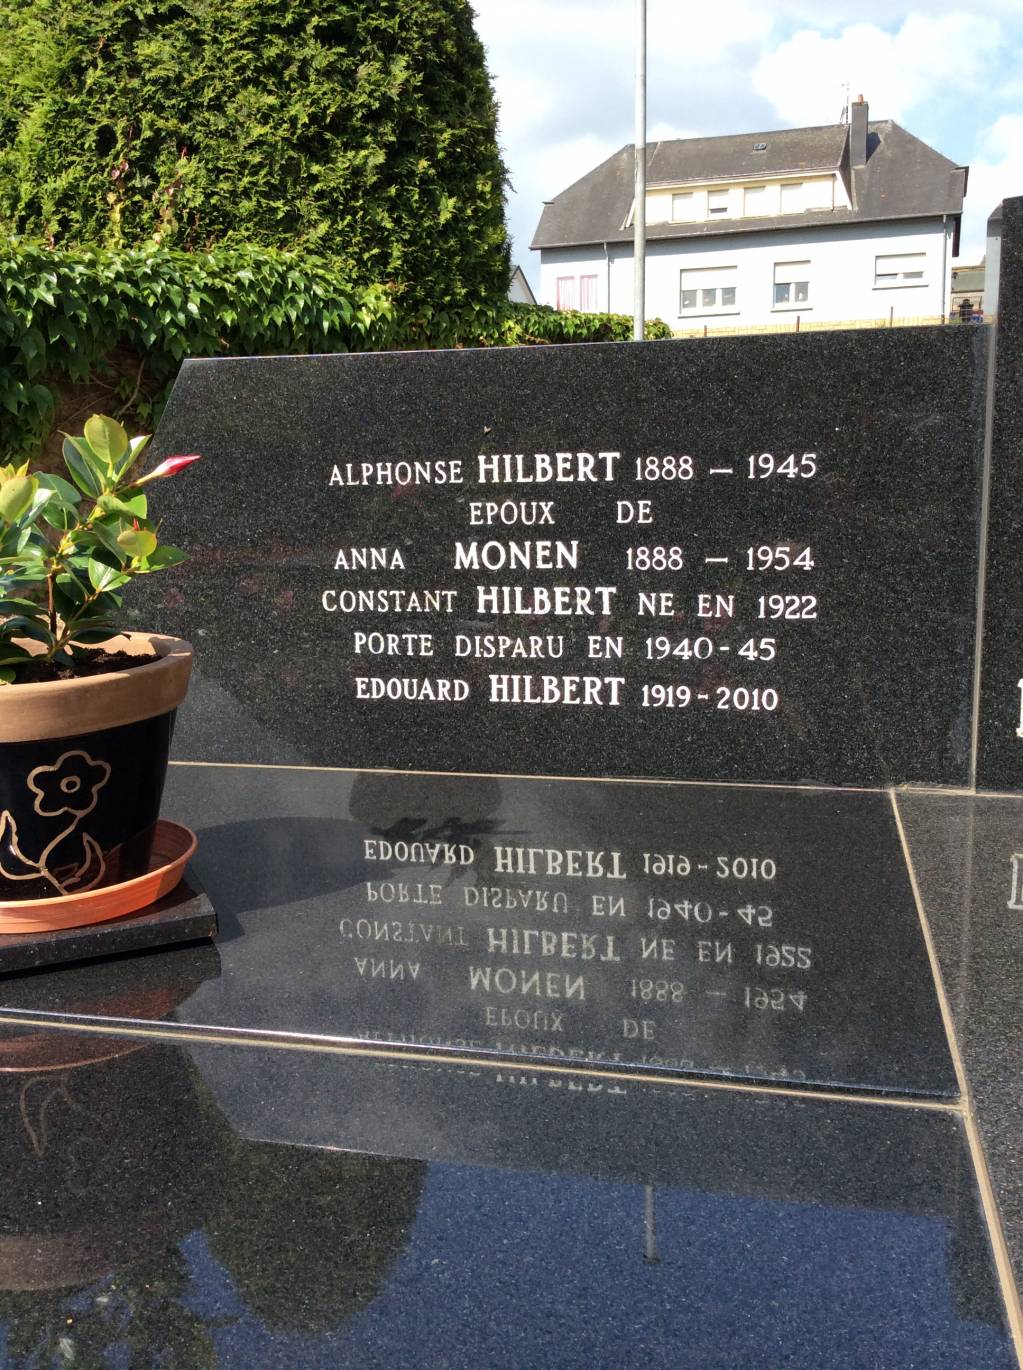 ALPHONSE HILBERT 1888 – 1945
EPOUX DE
ANNA MONEN 1888 – 1954
CONSTANT HILBERT NE EN 1922
PORTE DISPARU EN 1940-45
EDOUARD HILBERT 1919-2010